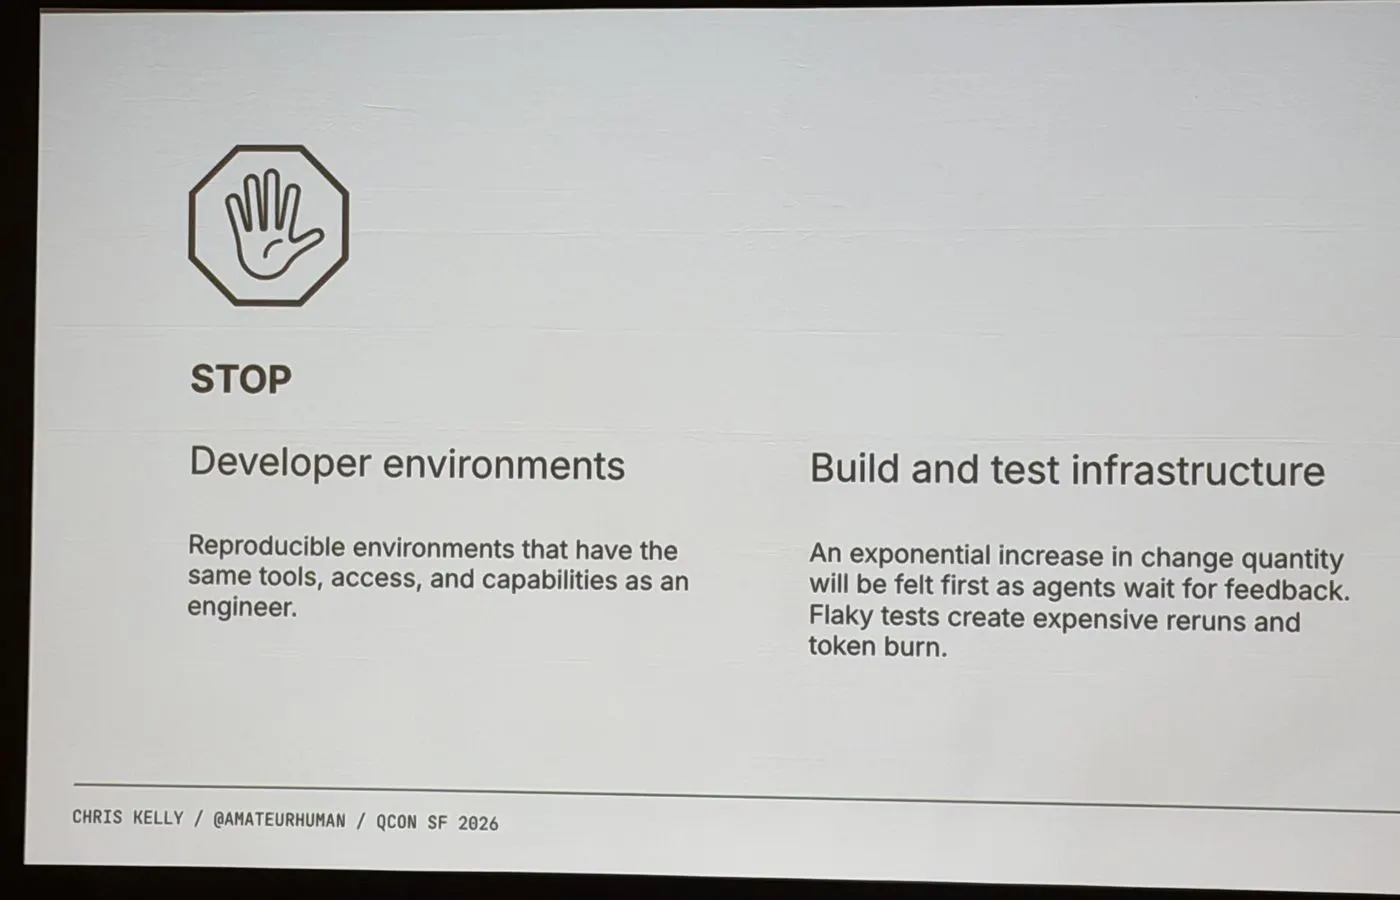 STOP
Developer environments
Reproducible environments that have the
same tools, access, and capabilities as an
engineer.
Build and test infrastructure
An exponential increase in change quantity
will be felt first as agents wait for feedback.
Flaky tests create expensive reruns and
token burn.
CHRIS KELLY / @AMATEURHUMAN / QCON SF 2026